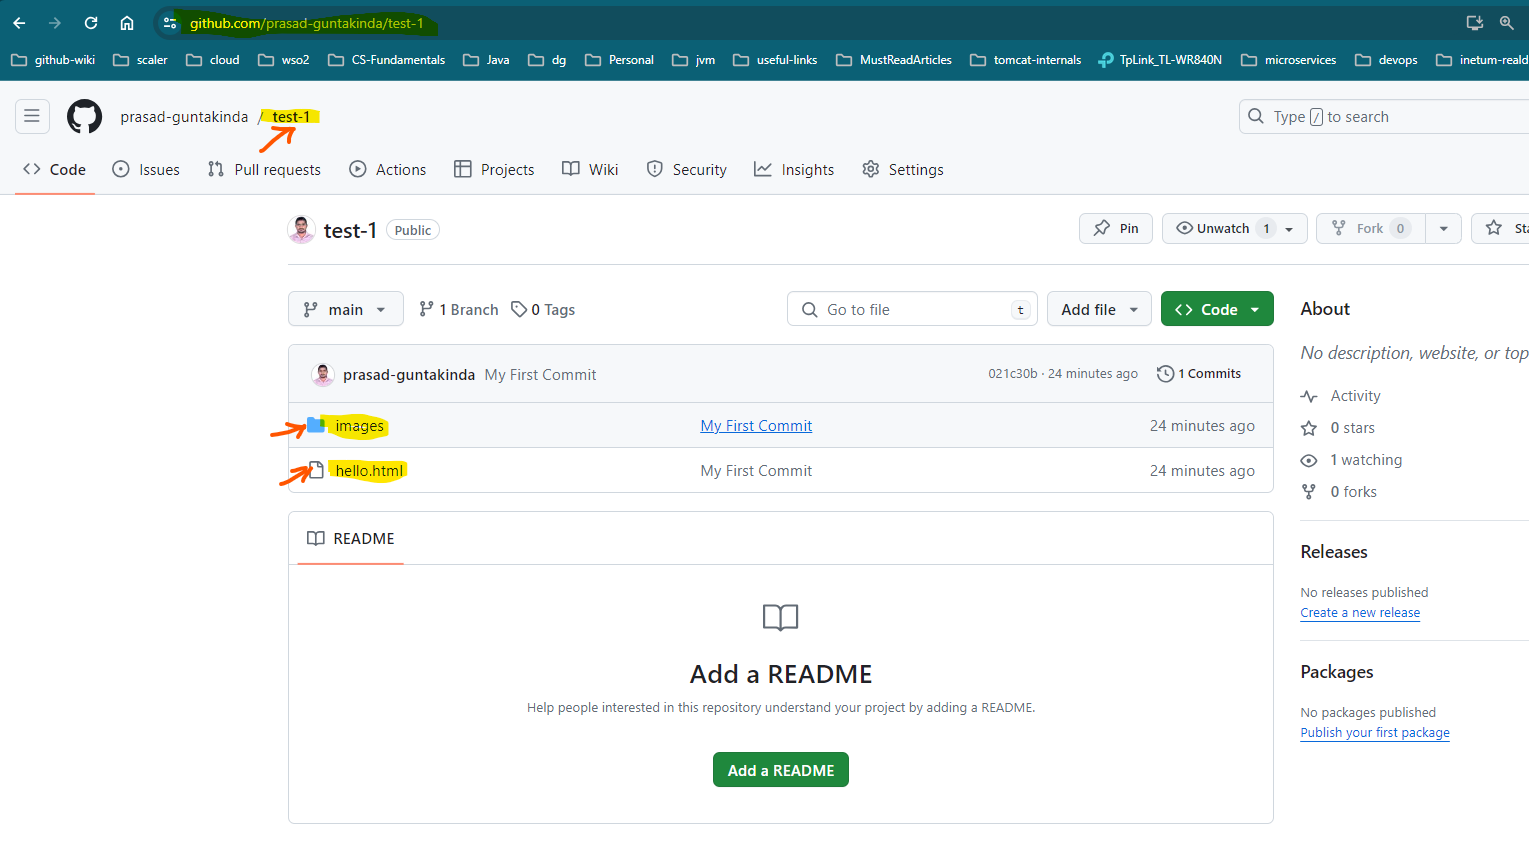 github.com/prasad-guntakinda/test-1
github-wiki scaler cloud wso2 CS-Fundamentals Java dg Personal jvm useful-links MustReadArticles tomcat-internals TpLink_TL-WR840N microservices devops inetum-reald
prasad-guntakinda / test-1
Type / to search
Code Issues Pull requests Actions Projects Wiki Security Insights Settings
test-1 Public
Pin Unwatch 1 Fork 0 Sta
main 1 Branch 0 Tags Go to file t Add file Code
prasad-guntakinda My First Commit 021c30b · 24 minutes ago 1 Commits
images My First Commit 24 minutes ago
hello.html My First Commit 24 minutes ago
README
Add a README
Help people interested in this repository understand your project by adding a README.
Add a README
About
No description, website, or top
Activity
0 stars
1 watching
0 forks
Releases
No releases published
Create a new release
Packages
No packages published
Publish your first package